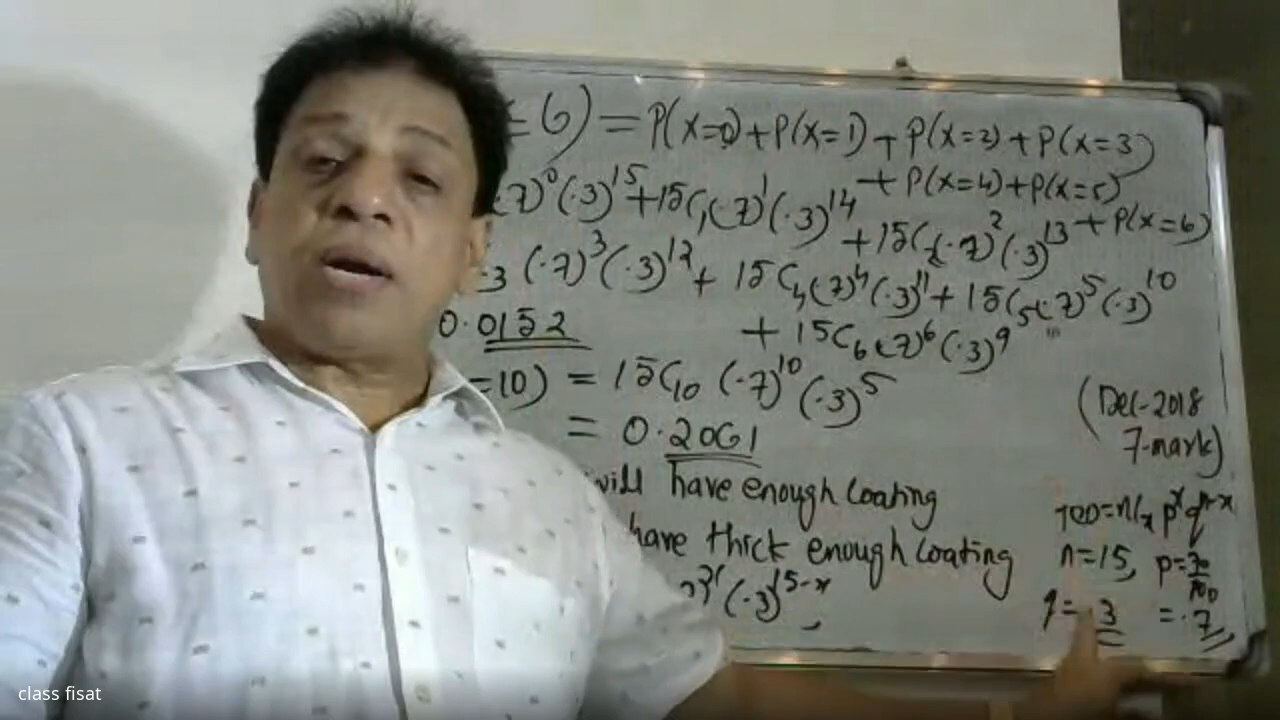 = 6) = P(X=0) + P(X=1) + P(X=2) + P(X=3)
+ P(X=4) + P(X=5)
+ P(X=6)
(.7)^0 (.3)^15 + 15C1 (.7)^1 (.3)^14
+ 15C2 (.7)^2 (.3)^13
3 (.7)^3 (.3)^12 + 15C4 (.7)^4 (.3)^11 + 15C5 (.7)^5 (.3)^10
+ 15C6 (.7)^6 (.3)^9
0.0152
=10) = 15C10 (.7)^10 (.3)^5
= 0.2061
(Dec-2018
7-mark)
will have enough coating
have thick enough coating
(.3)^15-x
f(x)=nCx p^x q^n-x
n=15, p=70/100
q=.3 =.7
class fisat